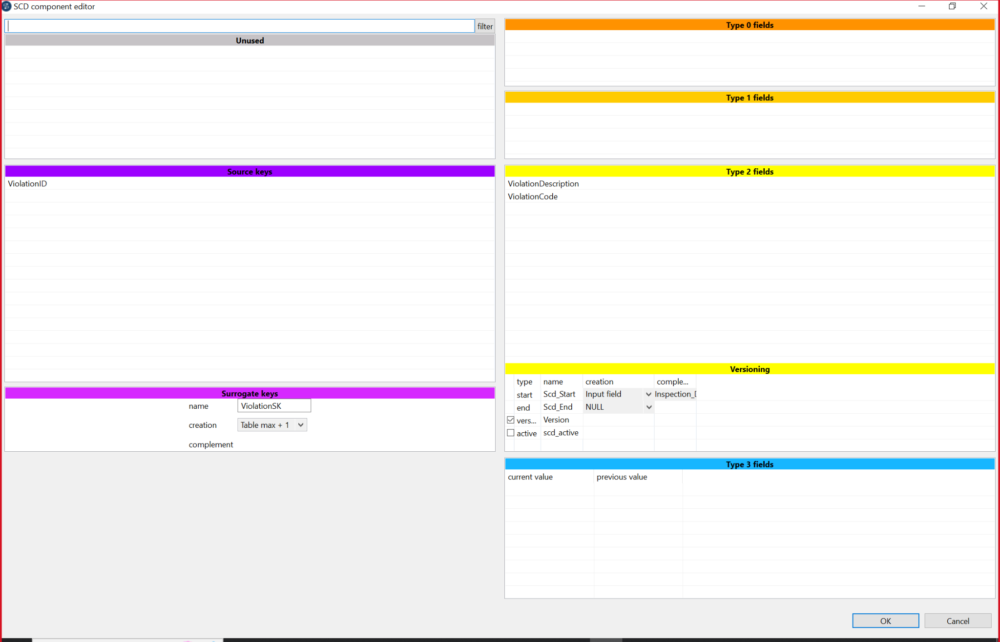 SCD component editor
filter
Unused
Source keys
ViolationID
Surrogate keys
name ViolationSK
creation Table max + 1
complement
Type 0 fields
Type 1 fields
Type 2 fields
ViolationDescription
ViolationCode
Versioning
type name creation comple...
start Scd_Start Input field Inspection_
end Scd_End NULL
vers... Version
active scd_active
Type 3 fields
current value previous value
OK Cancel